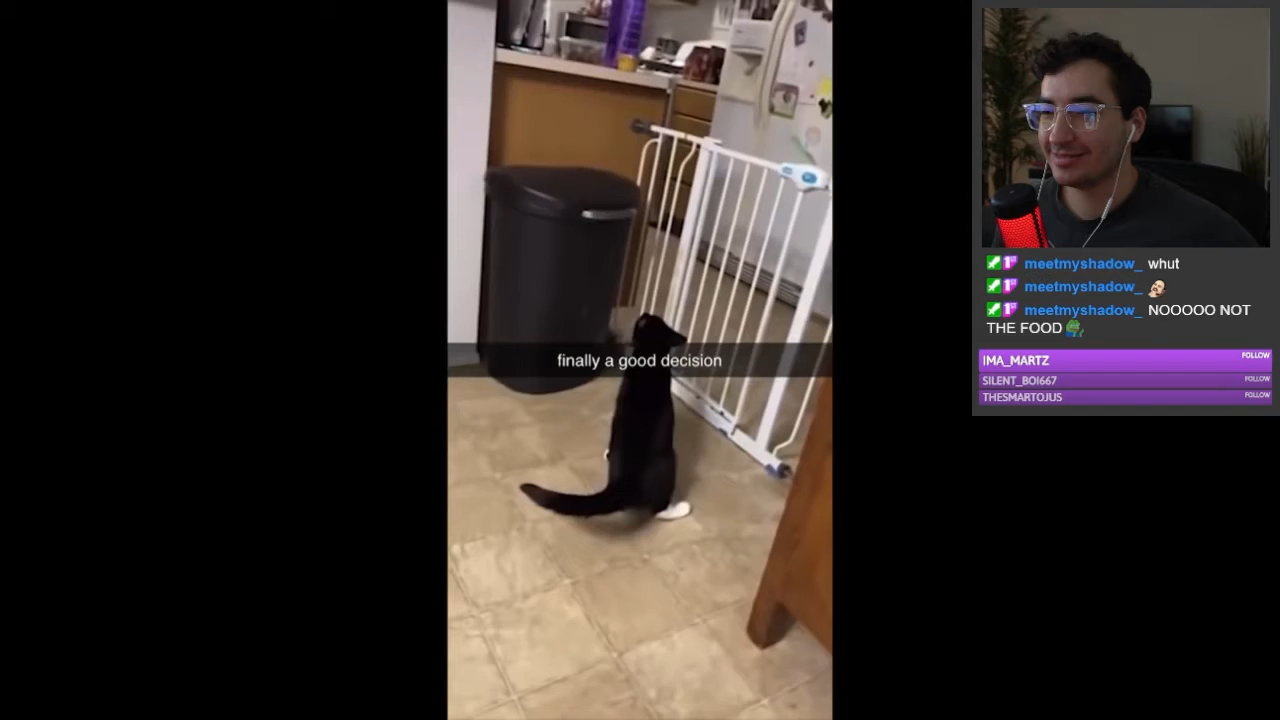 finally a good decision
meetmyshadow_ whut
meetmyshadow_
meetmyshadow_ NOOOOO NOT
THE FOOD
IMA_MARTZ FOLLOW
SILENT_BOI667 FOLLOW
THESMARTOJUS FOLLOW